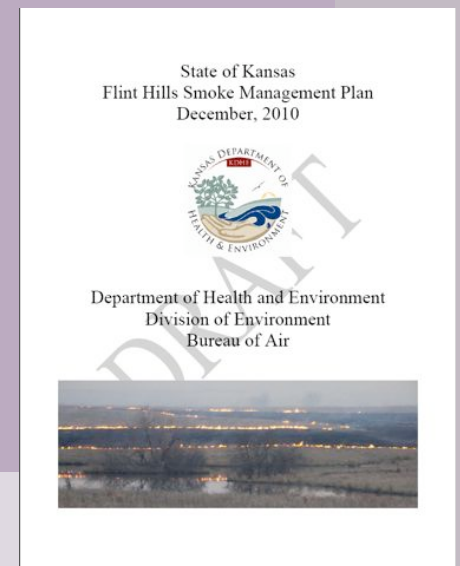 State of Kansas
Flint Hills Smoke Management Plan
December, 2010
KANSAS DEPARTMENT OF
KDHE
HEALTH & ENVIRONMENT
DRAFT
Department of Health and Environment
Division of Environment
Bureau of Air